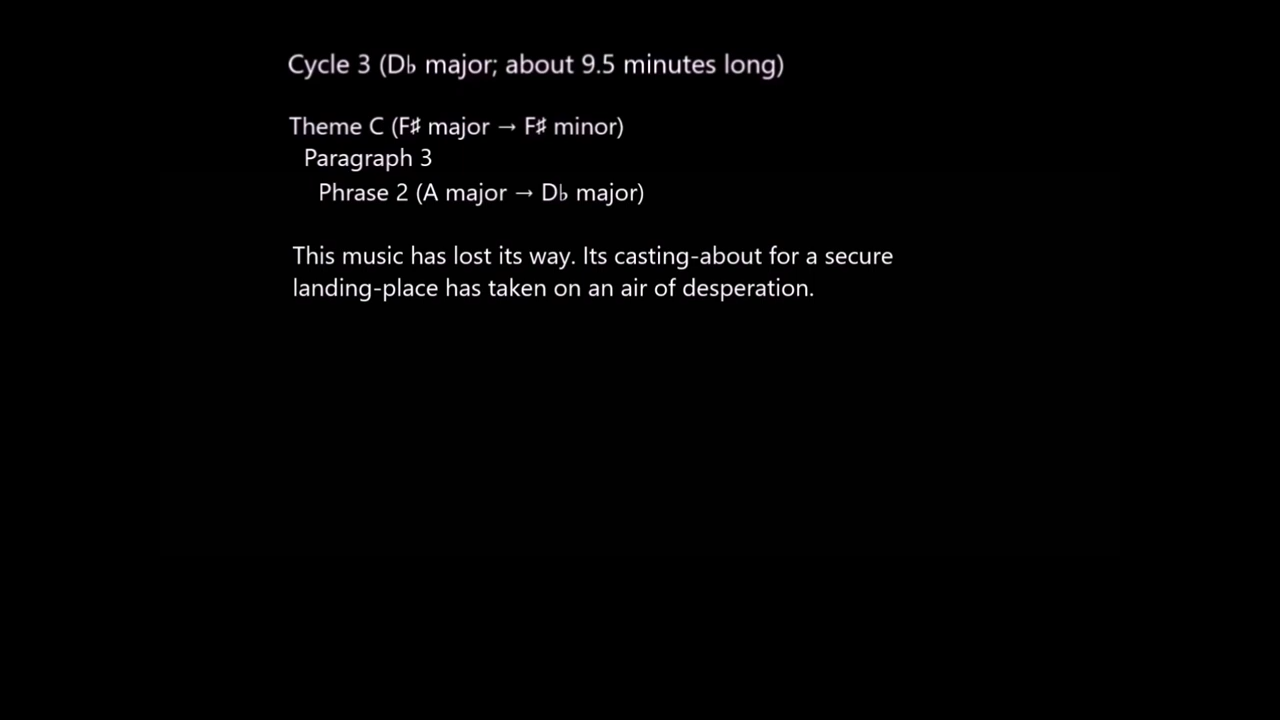 Cycle 3 (D♭ major; about 9.5 minutes long)
Theme C (F♯ major → F♯ minor)
Paragraph 3
Phrase 2 (A major → D♭ major)
This music has lost its way. Its casting-about for a secure
landing-place has taken on an air of desperation.